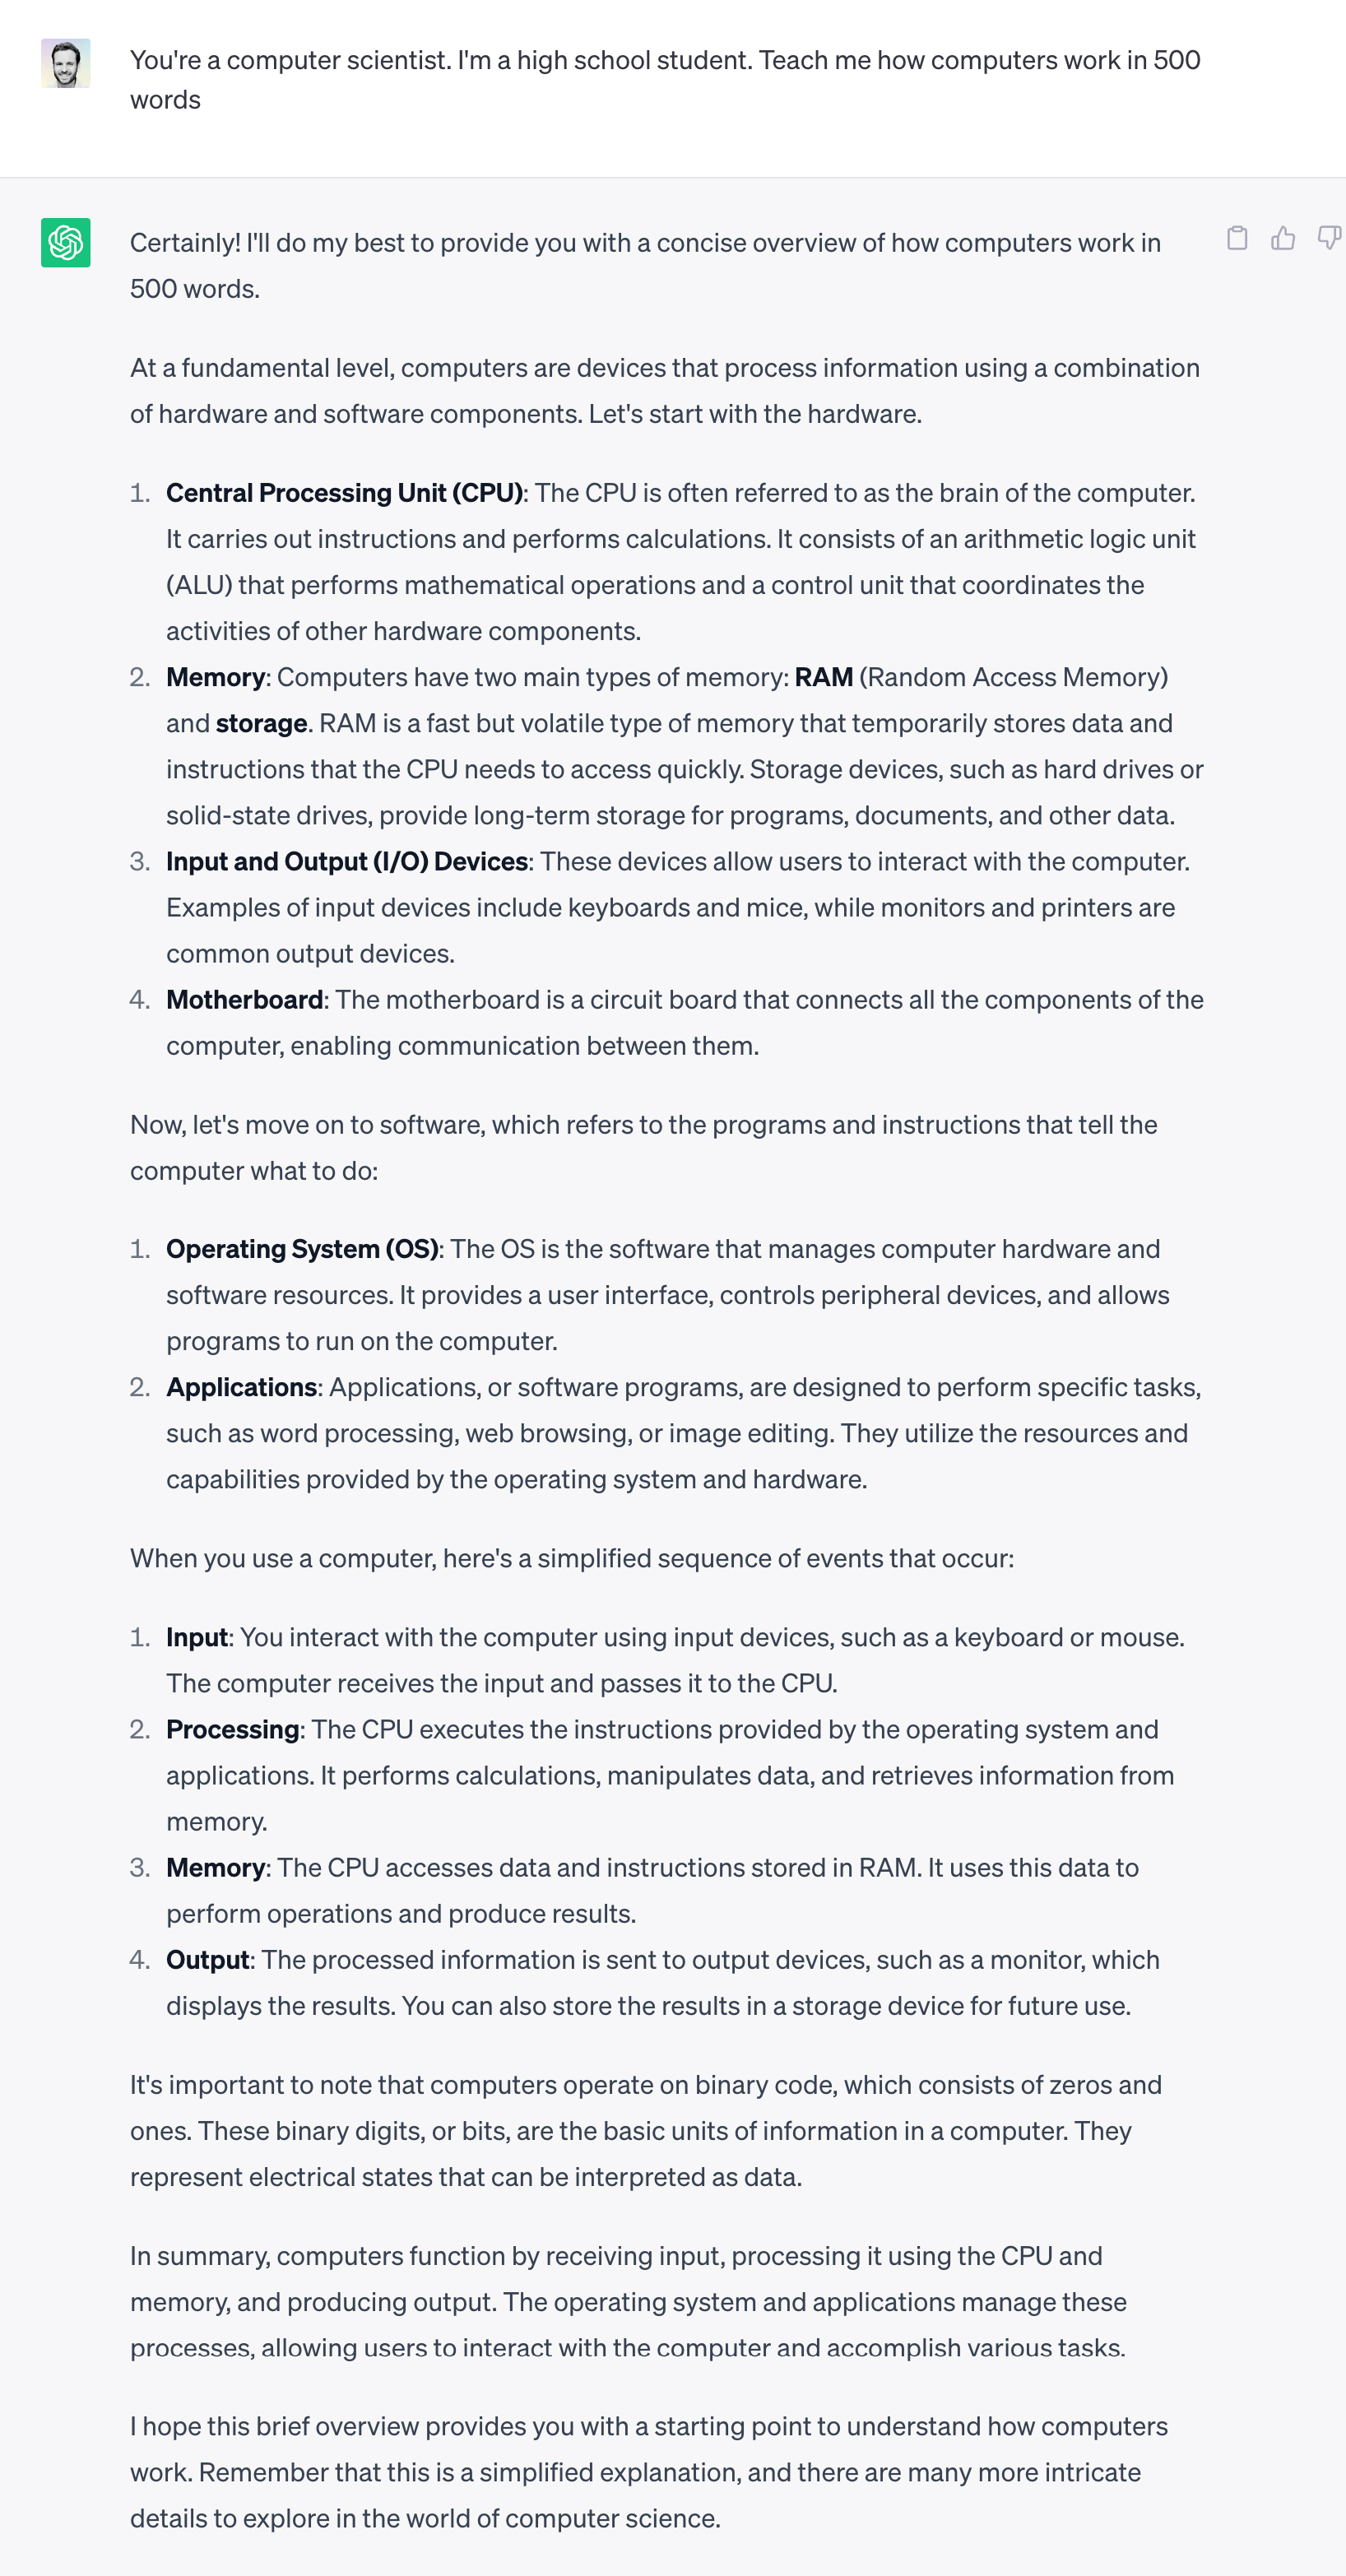 You're a computer scientist. I'm a high school student. Teach me how computers work in 500
words
Certainly! I'll do my best to provide you with a concise overview of how computers work in
500 words.
At a fundamental level, computers are devices that process information using a combination
of hardware and software components. Let's start with the hardware.
1. Central Processing Unit (CPU): The CPU is often referred to as the brain of the computer.
It carries out instructions and performs calculations. It consists of an arithmetic logic unit
(ALU) that performs mathematical operations and a control unit that coordinates the
activities of other hardware components.
2. Memory: Computers have two main types of memory: RAM (Random Access Memory)
and storage. RAM is a fast but volatile type of memory that temporarily stores data and
instructions that the CPU needs to access quickly. Storage devices, such as hard drives or
solid-state drives, provide long-term storage for programs, documents, and other data.
3. Input and Output (I/O) Devices: These devices allow users to interact with the computer.
Examples of input devices include keyboards and mice, while monitors and printers are
common output devices.
4. Motherboard: The motherboard is a circuit board that connects all the components of the
computer, enabling communication between them.
Now, let's move on to software, which refers to the programs and instructions that tell the
computer what to do:
1. Operating System (OS): The OS is the software that manages computer hardware and
software resources. It provides a user interface, controls peripheral devices, and allows
programs to run on the computer.
2. Applications: Applications, or software programs, are designed to perform specific tasks,
such as word processing, web browsing, or image editing. They utilize the resources and
capabilities provided by the operating system and hardware.
When you use a computer, here's a simplified sequence of events that occur:
1. Input: You interact with the computer using input devices, such as a keyboard or mouse.
The computer receives the input and passes it to the CPU.
2. Processing: The CPU executes the instructions provided by the operating system and
applications. It performs calculations, manipulates data, and retrieves information from
memory.
3. Memory: The CPU accesses data and instructions stored in RAM. It uses this data to
perform operations and produce results.
4. Output: The processed information is sent to output devices, such as a monitor, which
displays the results. You can also store the results in a storage device for future use.
It's important to note that computers operate on binary code, which consists of zeros and
ones. These binary digits, or bits, are the basic units of information in a computer. They
represent electrical states that can be interpreted as data.
In summary, computers function by receiving input, processing it using the CPU and
memory, and producing output. The operating system and applications manage these
processes, allowing users to interact with the computer and accomplish various tasks.
I hope this brief overview provides you with a starting point to understand how computers
work. Remember that this is a simplified explanation, and there are many more intricate
details to explore in the world of computer science.